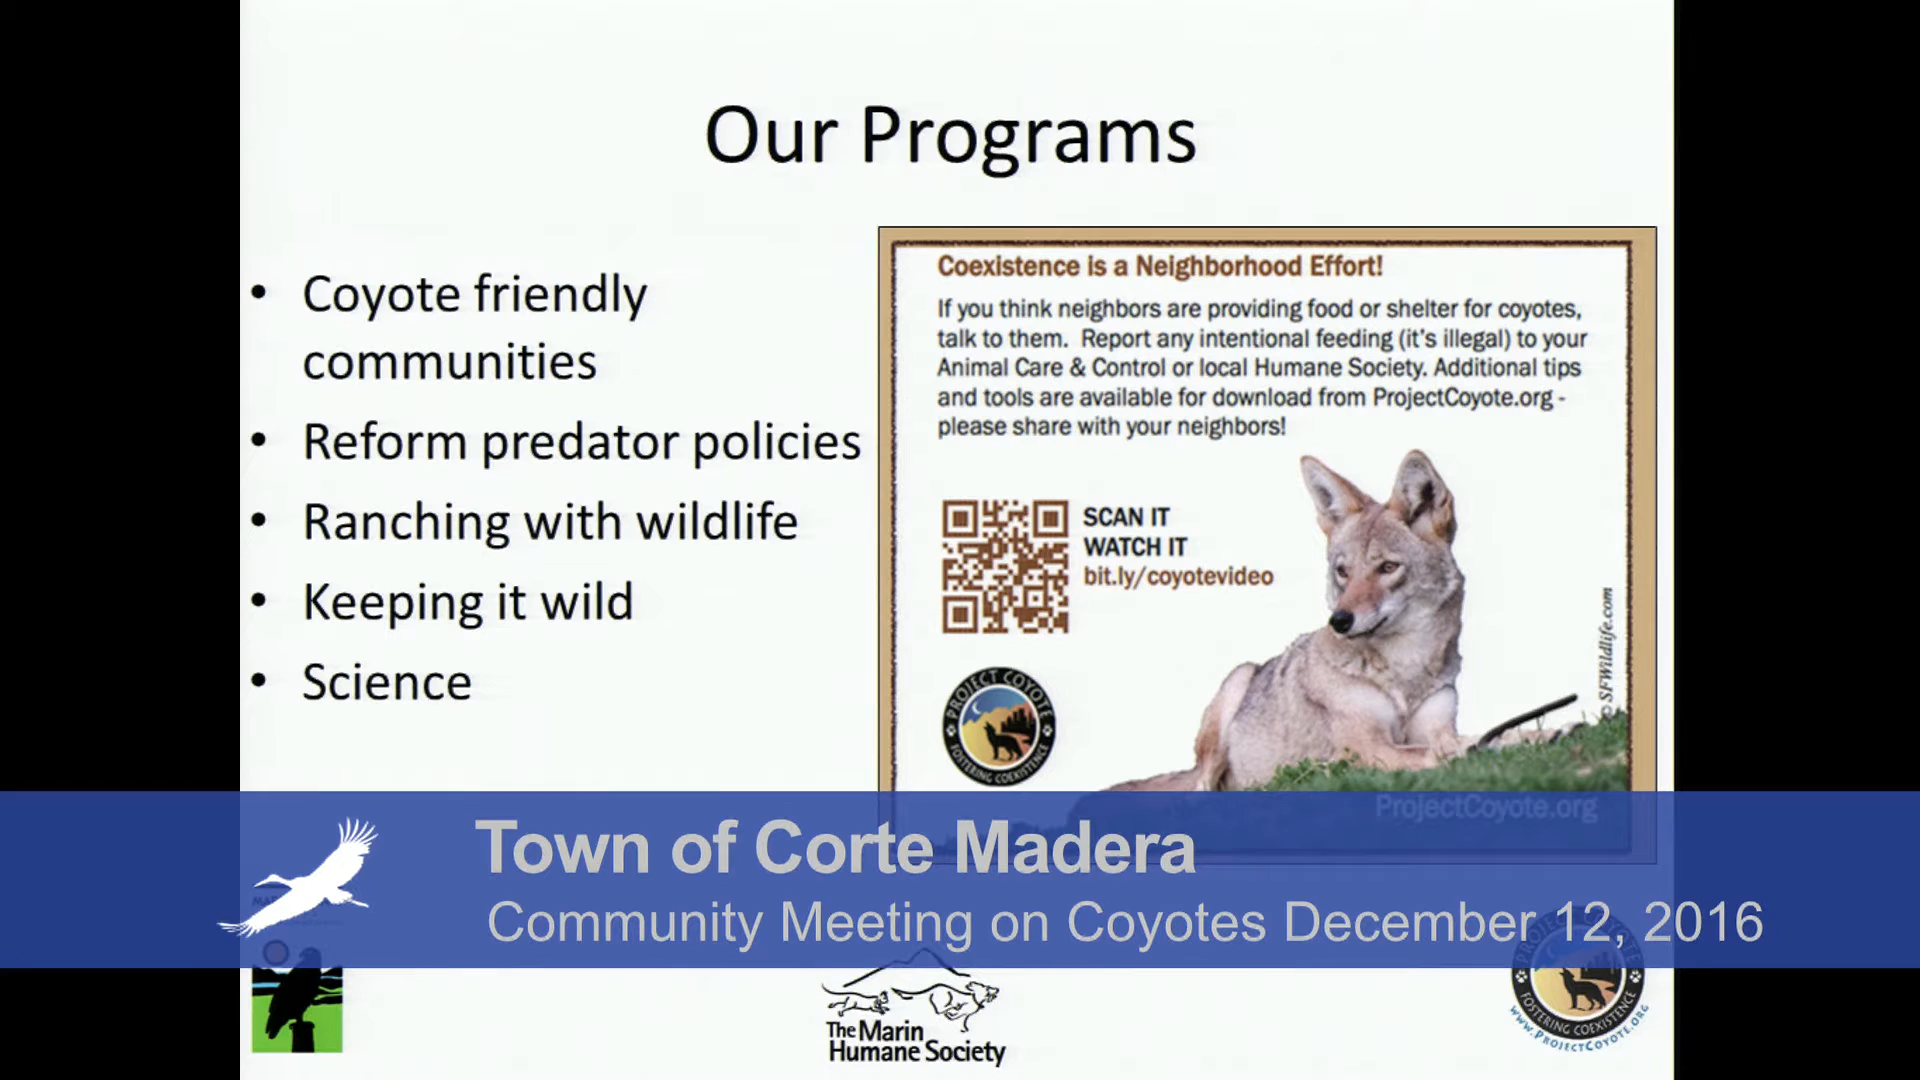 Our Programs
• Coyote friendly
communities
• Reform predator policies
• Ranching with wildlife
• Keeping it wild
• Science
Coexistence is a Neighborhood Effort!
If you think neighbors are providing food or shelter for coyotes,
talk to them. Report any intentional feeding (it's illegal) to your
Animal Care & Control or local Humane Society. Additional tips
and tools are available for download from ProjectCoyote.org -
please share with your neighbors!
SCAN IT
WATCH IT
bit.ly/coyotevideo
© SFWildlife.com
PROJECT COYOTE
FOSTERING COEXISTENCE
ProjectCoyote.org
Town of Corte Madera
Community Meeting on Coyotes December 12, 2016
The Marin
Humane Society
PROJECT COYOTE
FOSTERING COEXISTENCE
www.ProjectCoyote.org